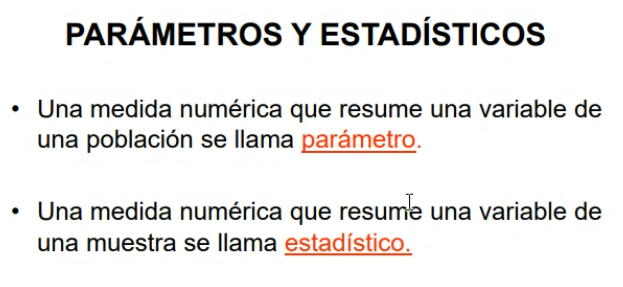 PARÁMETROS Y ESTADÍSTICOS
• Una medida numérica que resume una variable de
una población se llama parámetro.
• Una medida numérica que resume una variable de
una muestra se llama estadístico.